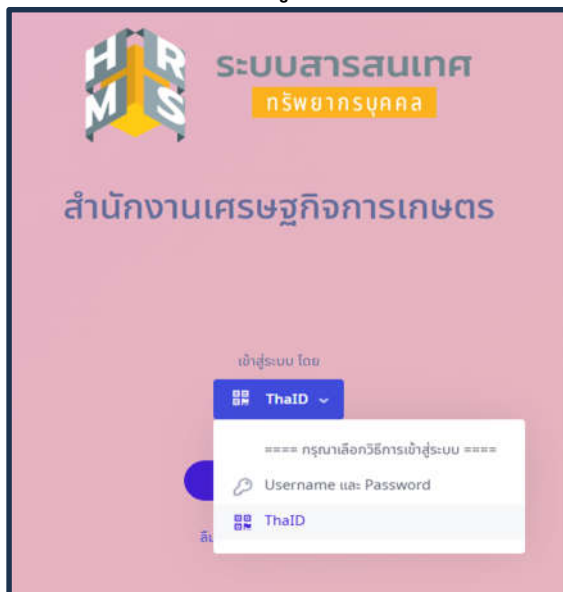 HR
MS
ระบบสารสนเทศ
ทรัพยากรบุคคล
สำนักงานเศรษฐกิจการเกษตร
เข้าสู่ระบบ โดย
ThaID
==== กรุณาเลือกวิธีการเข้าสู่ระบบ ====
Username และ Password
ThaID